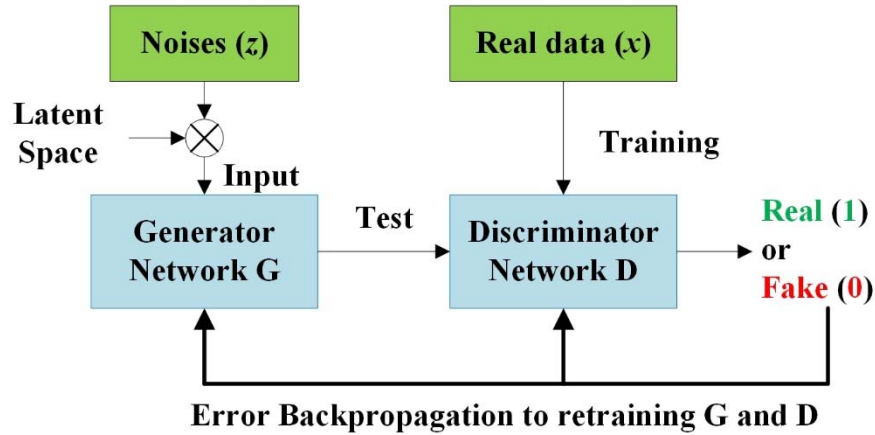 Noises (z)
Real data (x)
Latent
Space
Training
Input
Generator
Network G
Test
Discriminator
Network D
Real (1)
or
Fake (0)
Error Backpropagation to retraining G and D